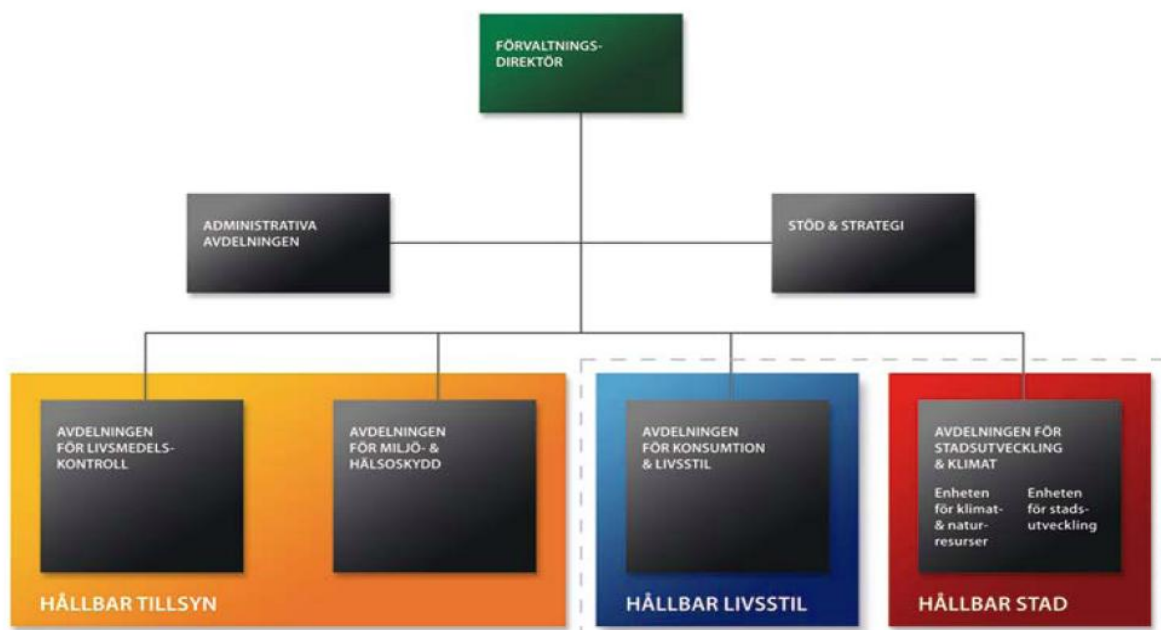 FÖRVALTNINGS-
DIREKTÖR
ADMINISTRATIVA
AVDELNINGEN
STÖD & STRATEGI
AVDELNINGEN
FÖR LIVSMEDELS-
KONTROLL
AVDELNINGEN
FÖR MILJÖ- &
HÄLSOSKYDD
HÅLLBAR TILLSYN
AVDELNINGEN
FÖR KONSUMTION
& LIVSSTIL
HÅLLBAR LIVSSTIL
AVDELNINGEN FÖR
STADSUTVECKLING
& KLIMAT
Enheten
för klimat-
& natur-
resurser
Enheten
för stads-
utveckling
HÅLLBAR STAD